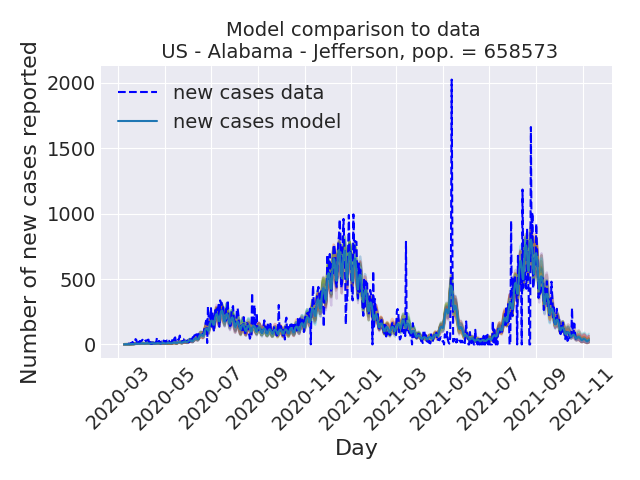 Model comparison to data
US - Alabama - Jefferson, pop. = 658573
Number of new cases reported
2000
1500
1000
500
0
new cases data
new cases model
2020-03
2020-05
2020-07
2020-09
2020-11
2021-01
2021-03
2021-05
2021-07
2021-09
2021-11
Day